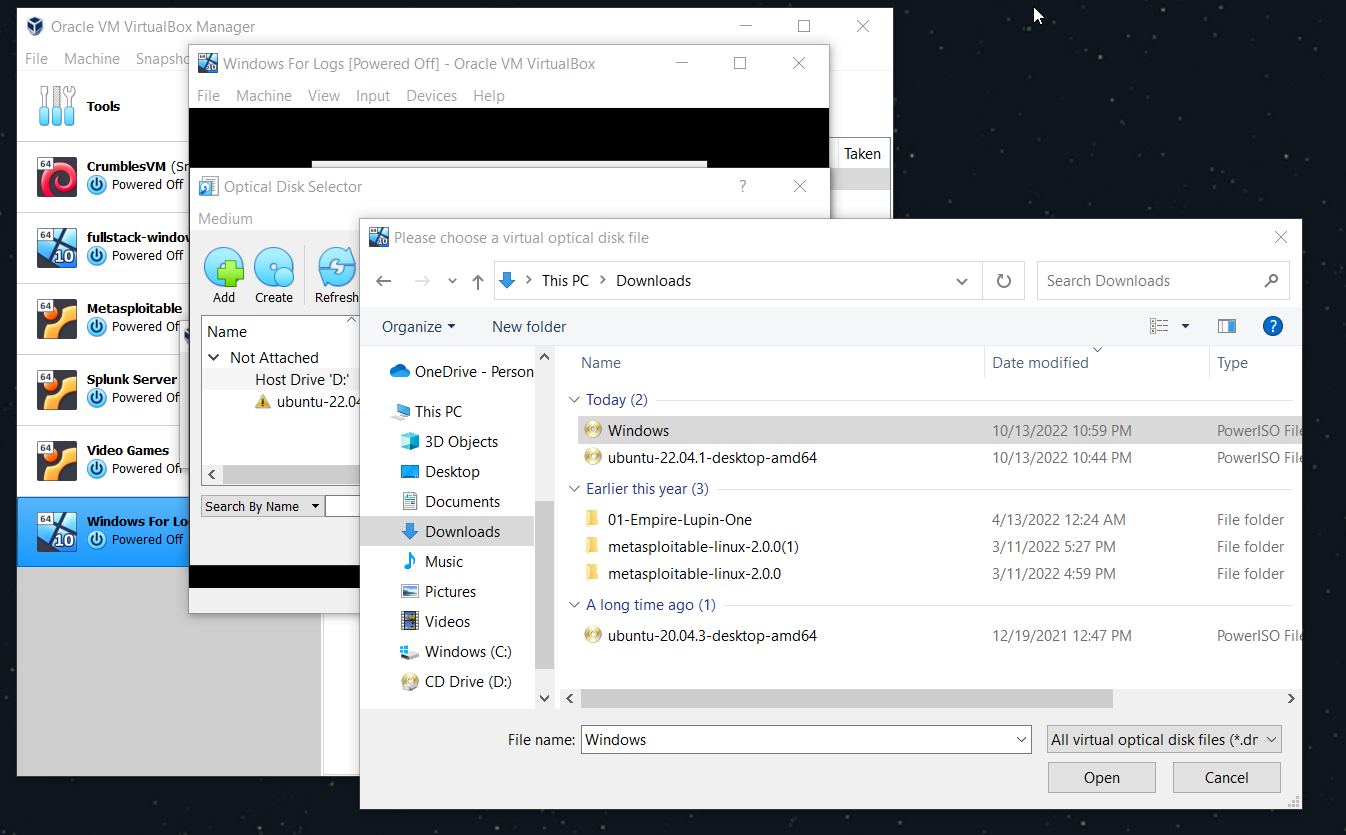 Oracle VM VirtualBox Manager
File Machine Snapsho
Tools
64
CrumblesVM (Sn
Powered Off
64
10
fullstack-window
Powered Off
64
Metasploitable
Powered Off
64
Splunk Server
Powered Off
64
Video Games
Powered Off
64
10
Windows For Lo
Powered Off
Taken
64
10
Windows For Logs [Powered Off] - Oracle VM VirtualBox
File Machine View Input Devices Help
Optical Disk Selector
?
Medium
Add Create Refresh
Name
Not Attached
Host Drive 'D:'
ubuntu-22.04
Search By Name
64
10
Please choose a virtual optical disk file
This PC > Downloads
Search Downloads
Organize New folder
?
OneDrive - Person
This PC
3D Objects
Desktop
Documents
Downloads
Music
Pictures
Videos
Windows (C:)
CD Drive (D:)
Name Date modified Type
Today (2)
Windows 10/13/2022 10:59 PM PowerISO File
ubuntu-22.04.1-desktop-amd64 10/13/2022 10:44 PM PowerISO File
Earlier this year (3)
01-Empire-Lupin-One 4/13/2022 12:24 AM File folder
metasploitable-linux-2.0.0(1) 3/11/2022 5:27 PM File folder
metasploitable-linux-2.0.0 3/11/2022 4:59 PM File folder
A long time ago (1)
ubuntu-20.04.3-desktop-amd64 12/19/2021 12:47 PM PowerISO File
File name: Windows All virtual optical disk files (*.dr
Open Cancel